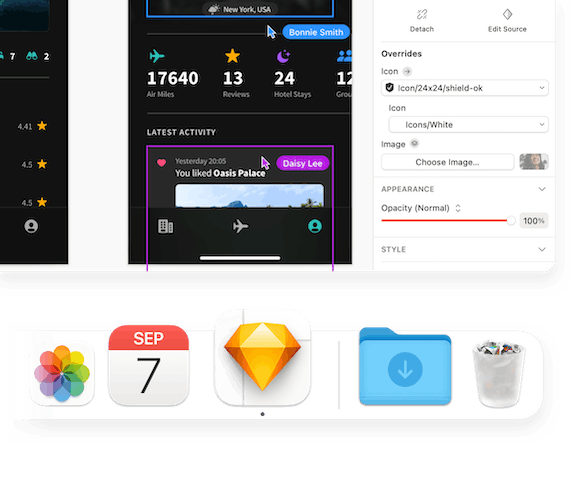 New York, USA
Bonnie Smith
7 2
17640 13 24 12
Air Miles Reviews Hotel Stays
4.41
LATEST ACTIVITY
4.5
Yesterday 20:05
Daisy Lee
You liked Oasis Palace
4.5
Detach Edit Source
Overrides
Icon
Icon/24x24/shield-ok
Icon
Icons/White
Image
Choose Image...
APPEARANCE
Opacity (Normal)
100%
STYLE
SEP
7